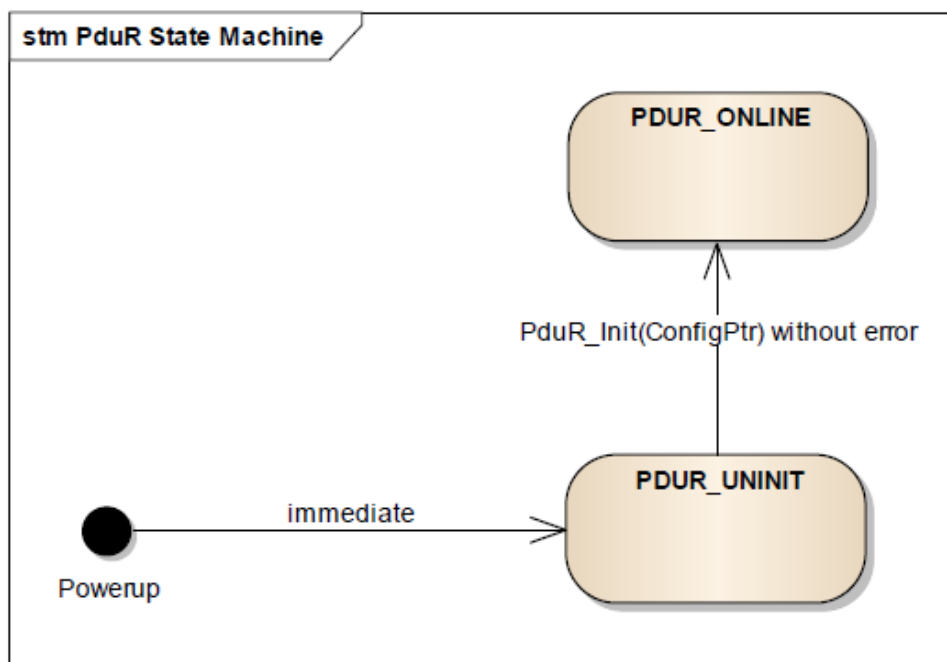 stm PduR State Machine
PDUR_ONLINE
PduR_Init(ConfigPtr) without error
PDUR_UNINIT
immediate
Powerup